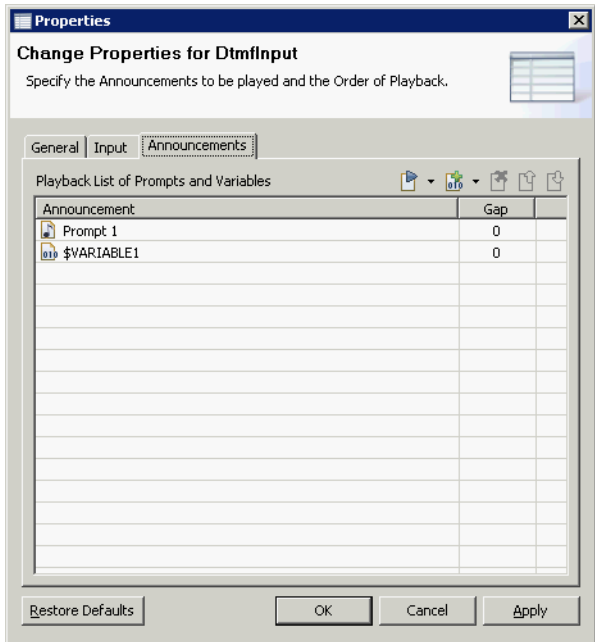 Properties
Change Properties for DtmfInput
Specify the Announcements to be played and the Order of Playback.
General Input Announcements
Playback List of Prompts and Variables
Announcement Gap
Prompt 1 0
$VARIABLE1 0
Restore Defaults OK Cancel Apply